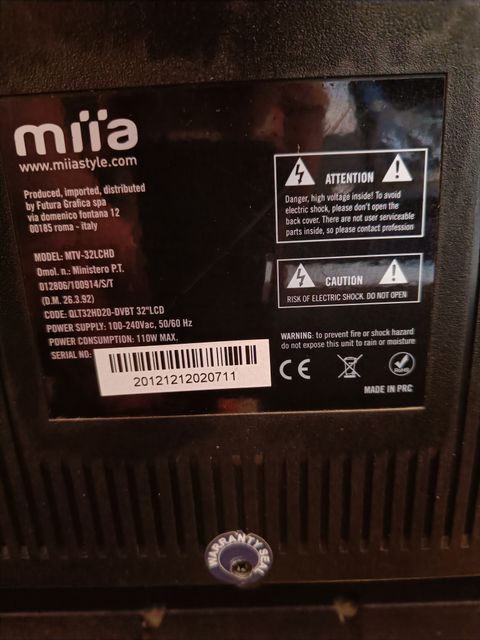 miia
www.miiastyle.com
Produced, imported, distributed
by Futura Grafica spa
via domenico fontana 12
00185 roma - italy
MODEL: MTV-32LCHD
Omol. n.: Ministero P.T.
012806/100914/S/T
(D.M. 26.3.92)
CODE: QLT32HD20-DVBT 32"LCD
POWER SUPPLY: 100-240Vac, 50/60 Hz
POWER CONSUMPTION: 110W MAX.
SERIAL NO:
20121212020711
ATTENTION
Danger, high voltage inside! To avoid
electric shock, please don't open the
back cover. There are not user serviceable
parts inside, so please contact profession
CAUTION
RISK OF ELECTRIC SHOCK. DO NOT OPEN
WARNING: to prevent fire or shock hazard
do not expose this unit to rain or moisture
CE
RoHS
MADE IN PRC
WARRANTY SEAL